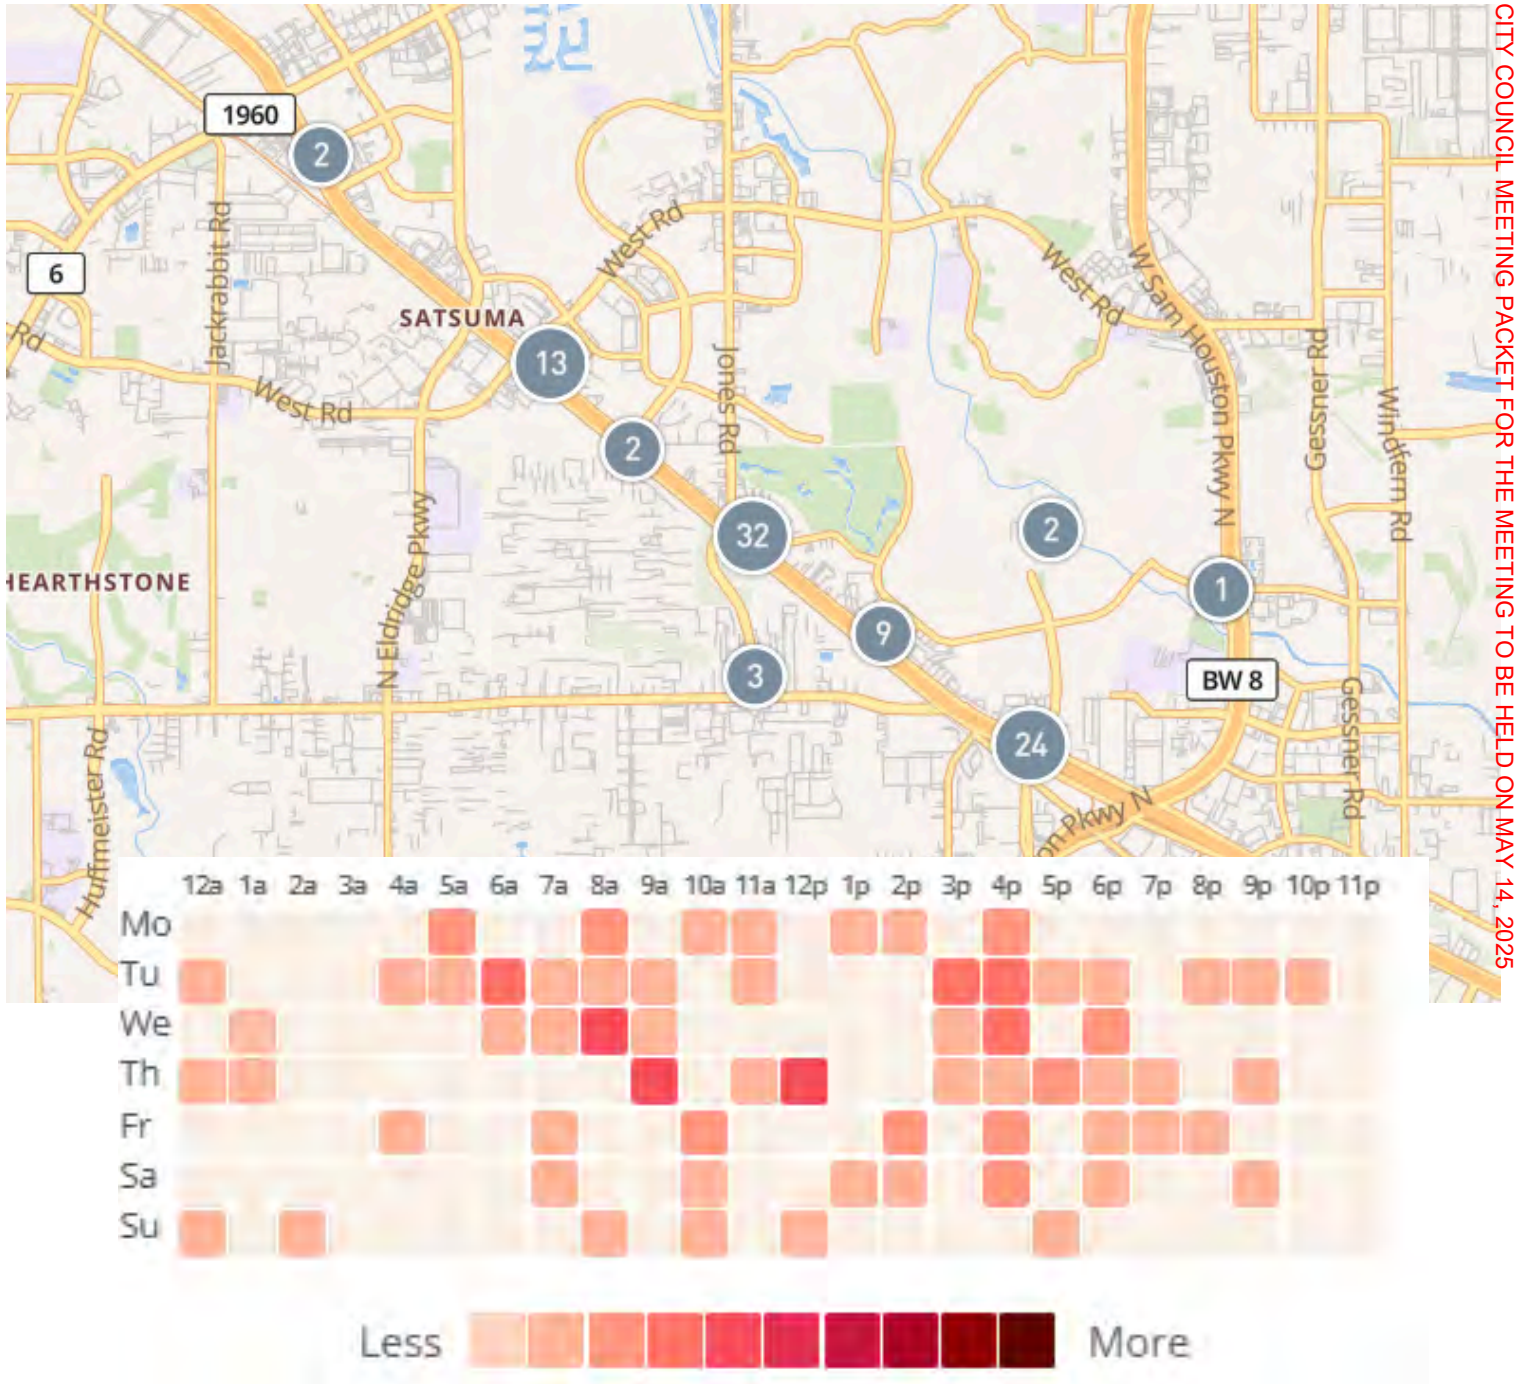 1960
2
6
Jackrabbit Rd
West Rd
W Sam Houston Pkwy N
West Rd
SATSUMA
Rd
13
Jones Rd
Gessner Rd
West Rd
Windfern Rd
2
32
2
HEARTHSTONE
N Eldridge Pkwy
1
9
3
BW 8
24
Gessner Rd
Huffmeister Rd
on Pkwy N
12a 1a 2a 3a 4a 5a 6a 7a 8a 9a 10a 11a 12p 1p 2p 3p 4p 5p 6p 7p 8p 9p 10p 11p
Mo
Tu
We
Th
Fr
Sa
Su
Less More
CITY COUNCIL MEETING PACKET FOR THE MEETING TO BE HELD ON MAY 14, 2025